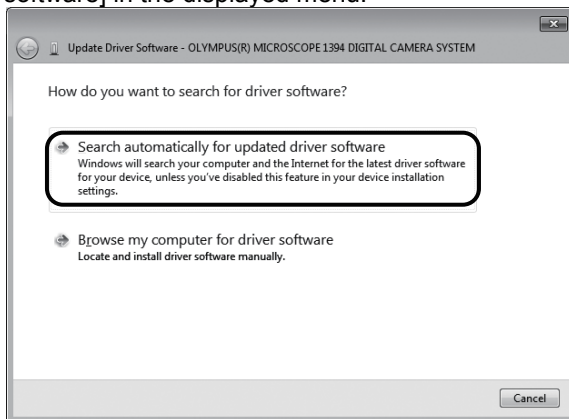 software] in the displayed menu.
Update Driver Software - OLYMPUS(R) MICROSCOPE 1394 DIGITAL CAMERA SYSTEM
How do you want to search for driver software?
Search automatically for updated driver software
Windows will search your computer and the Internet for the latest driver software
for your device, unless you've disabled this feature in your device installation
settings.
Browse my computer for driver software
Locate and install driver software manually.
Cancel